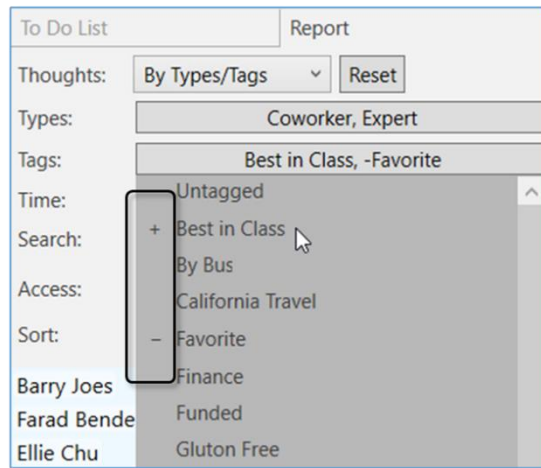 To Do List Report
Thoughts: By Types/Tags Reset
Types: Coworker, Expert
Tags: Best in Class, -Favorite
Untagged
Time:
+ Best in Class
Search:
By Bus
Access:
California Travel
Sort:
– Favorite
Finance
Barry Joes
Funded
Farad Bende
Gluton Free
Ellie Chu